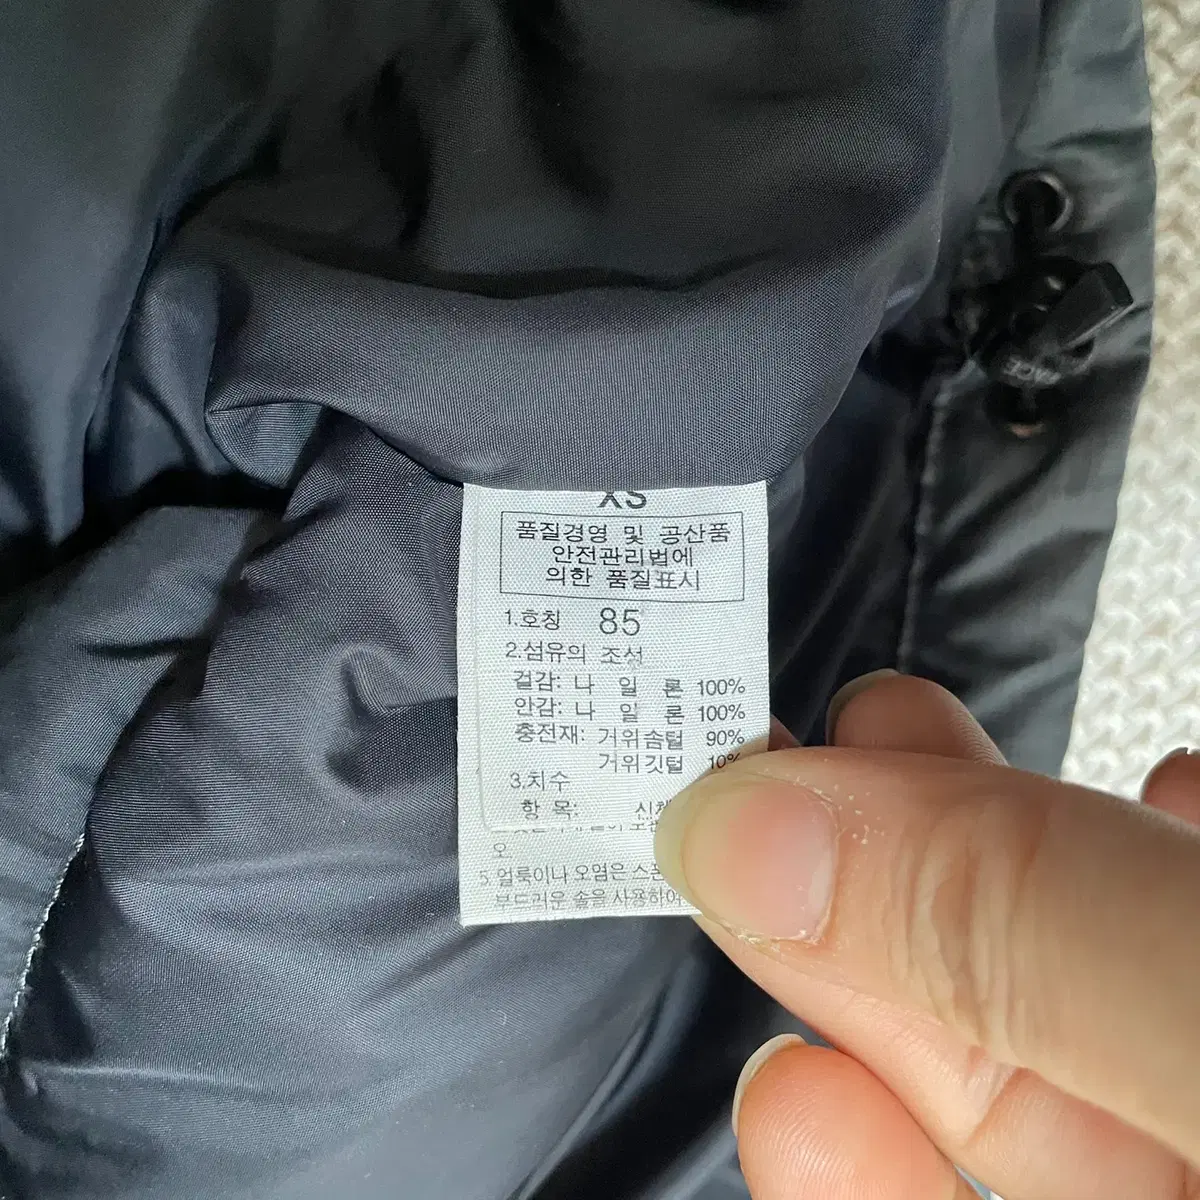 XS
품질경영 및 공산품
안전관리법에
의한 품질표시
1.호칭 85
2.섬유의 조성
겉감: 나 일 론 100%
안감: 나 일 론 100%
충전재: 거위솜털 90%
거위깃털 10%
3.치수
항 목: 신체
오
5.얼룩이나 오염은 스폰
부드러운 솔을 사용하여